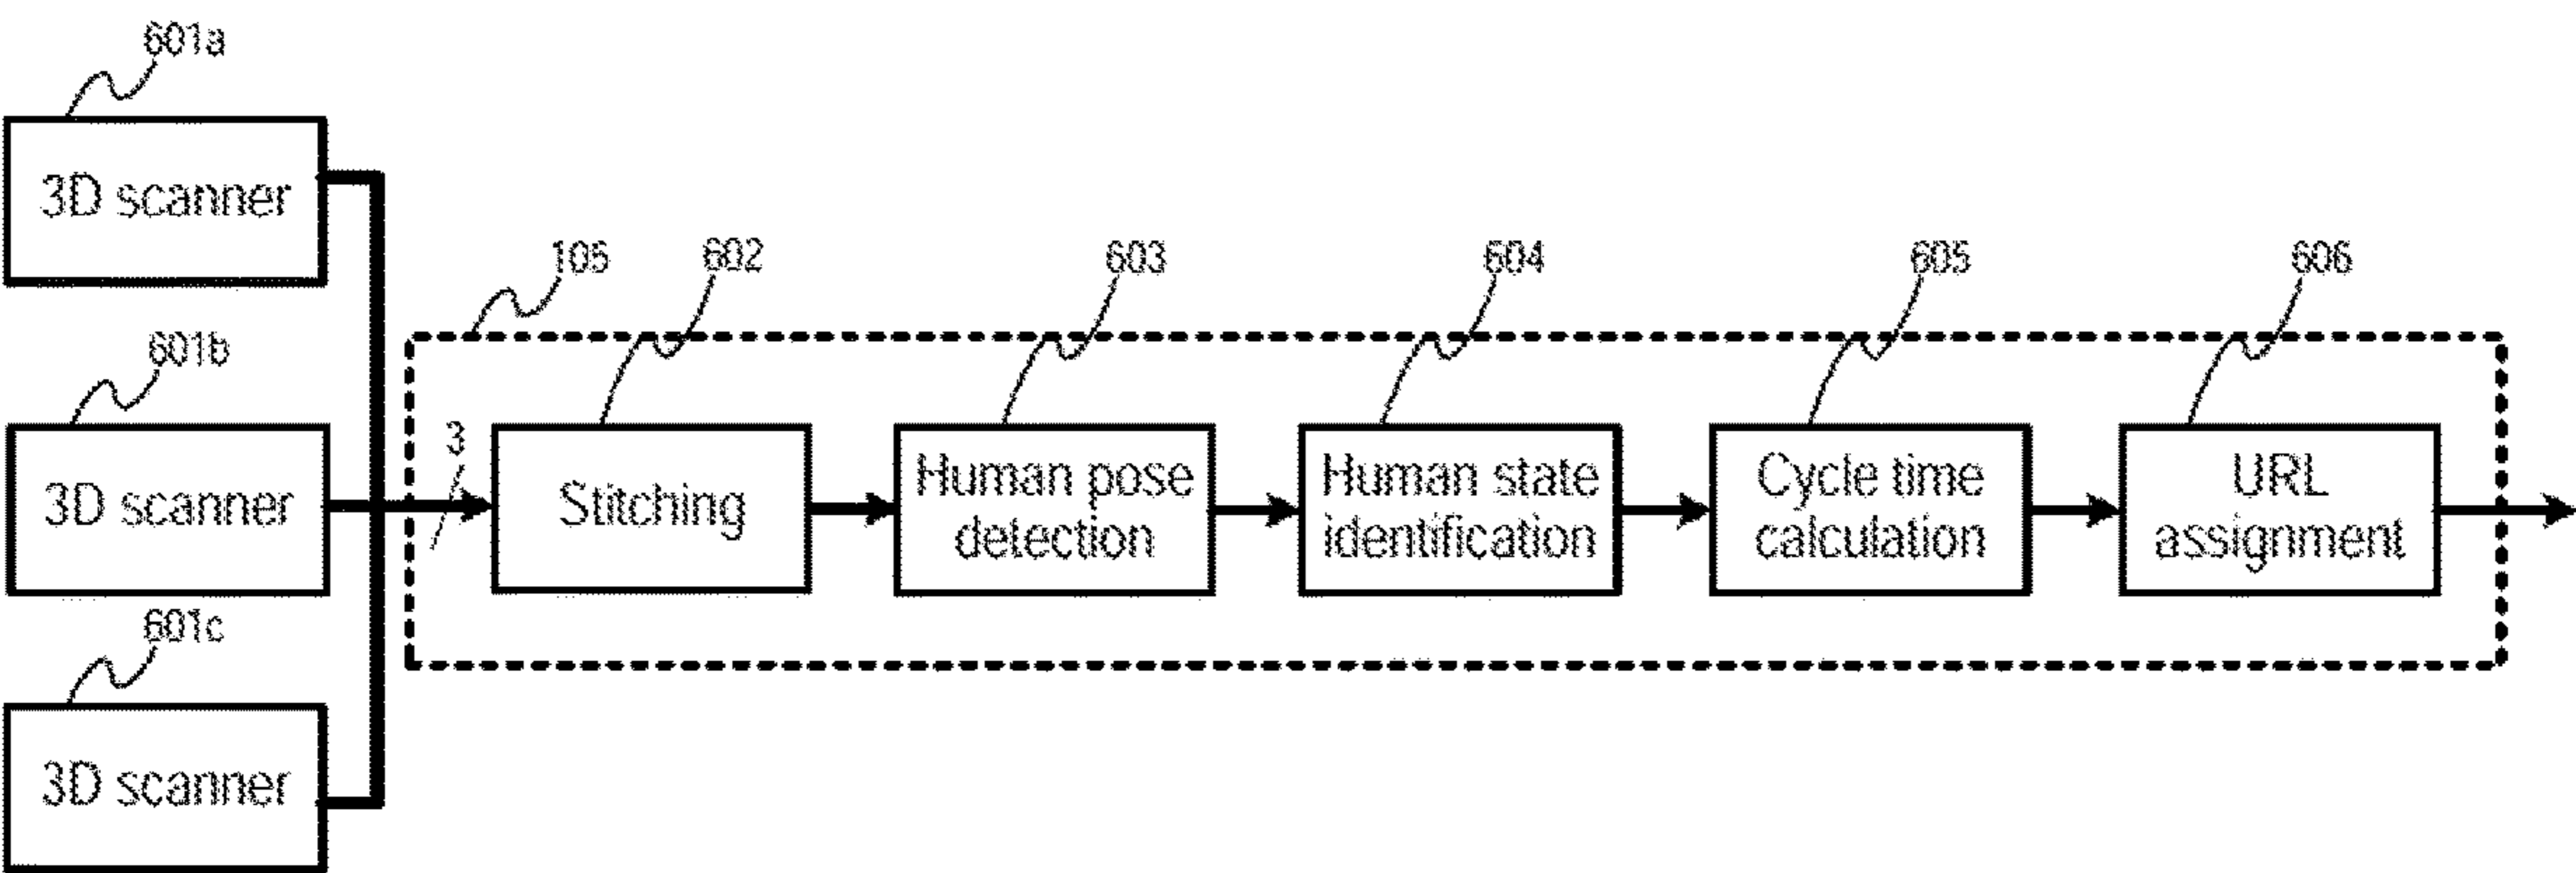 601a
3D scanner
601b
3D scanner
601c
3D scanner
105
3
602
Stitching
603
Human pose
detection
604
Human state
identification
605
Cycle time
calculation
606
URL
assignment